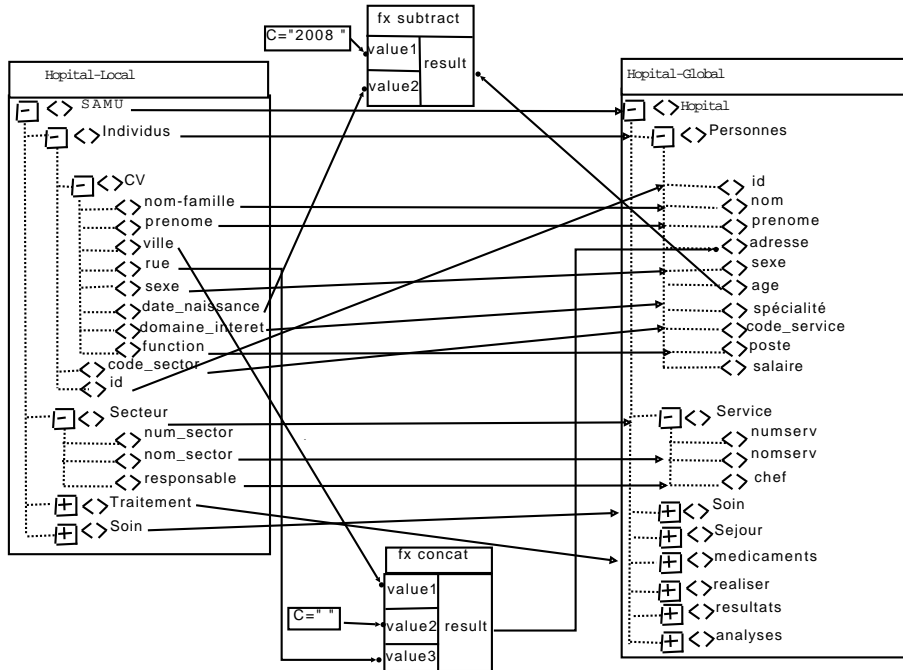 fx subtract
C="2008 "
value1
value2
result
Hopital-Local
<> SAMU
<> Individus
<> CV
<> nom-famille
<> prenome
<> ville
<> rue
<> sexe
<> date_naissance
<> domaine_interet
<> function
<> code_sector
<> id
<> Secteur
<> num_sector
<> nom_sector
<> responsable
<> Traitement
<> Soin
Hopital-Global
<> Hopital
<> Personnes
<> id
<> nom
<> prenome
<> adresse
<> sexe
<> age
<> spécialité
<> code_service
<> poste
<> salaire
<> Service
<> numserv
<> nomserv
<> chef
<> Soin
<> Sejour
<> medicaments
<> realiser
<> resultats
<> analyses
fx concat
C=" "
value1
value2
value3
result